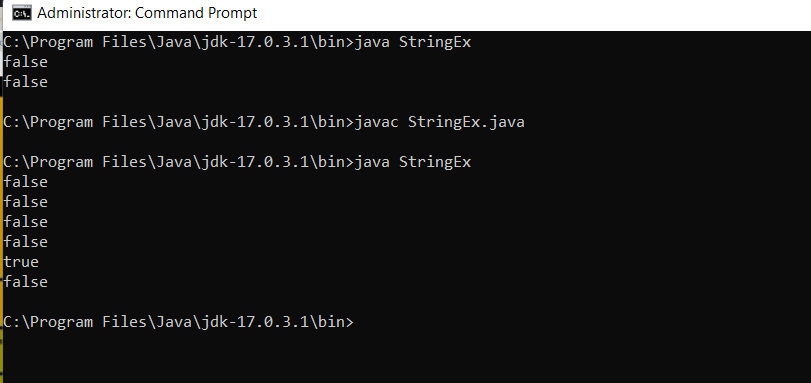 Administrator: Command Prompt
C:\Program Files\Java\jdk-17.0.3.1\bin>java StringEx
false
false
C:\Program Files\Java\jdk-17.0.3.1\bin>javac StringEx.java
C:\Program Files\Java\jdk-17.0.3.1\bin>java StringEx
false
false
false
false
true
false
C:\Program Files\Java\jdk-17.0.3.1\bin>